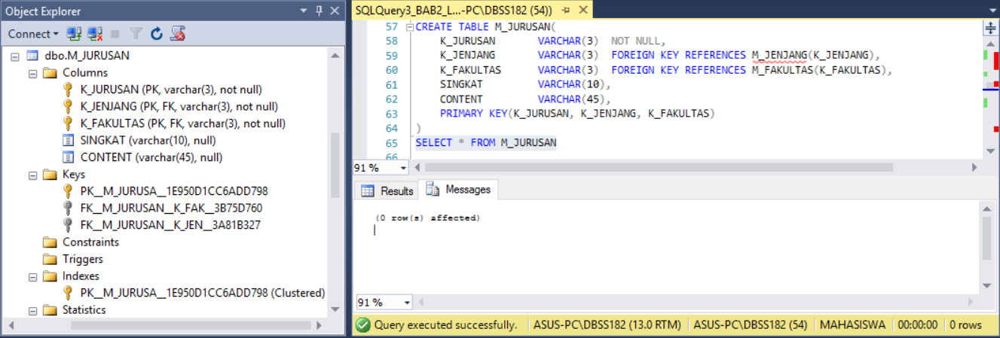 Object Explorer
Connect
dbo.M_JURUSAN
Columns
K_JURUSAN (PK, varchar(3), not null)
K_JENJANG (PK, FK, varchar(3), not null)
K_FAKULTAS (PK, FK, varchar(3), not null)
SINGKAT (varchar(10), null)
CONTENT (varchar(45), null)
Keys
PK__M_JURUSA__1E950D1CC6ADD798
FK__M_JURUSAN__K_FAK__3B75D760
FK__M_JURUSAN__K_JEN__3A81B327
Constraints
Triggers
Indexes
PK__M_JURUSA__1E950D1CC6ADD798 (Clustered)
Statistics
SQLQuery3_BAB2_L...-PC\DBSS182 (54))
57 CREATE TABLE M_JURUSAN(
58 K_JURUSAN VARCHAR(3) NOT NULL,
59 K_JENJANG VARCHAR(3) FOREIGN KEY REFERENCES M_JENJANG(K_JENJANG),
60 K_FAKULTAS VARCHAR(3) FOREIGN KEY REFERENCES M_FAKULTAS(K_FAKULTAS),
61 SINGKAT VARCHAR(10),
62 CONTENT VARCHAR(45),
63 PRIMARY KEY(K_JURUSAN, K_JENJANG, K_FAKULTAS)
64 )
65 SELECT * FROM M_JURUSAN
66
91 %
Results Messages
(0 row(s) affected)
91 %
Query executed successfully. ASUS-PC\DBSS182 (13.0 RTM) ASUS-PC\DBSS182 (54) MAHASISWA 00:00:00 0 rows